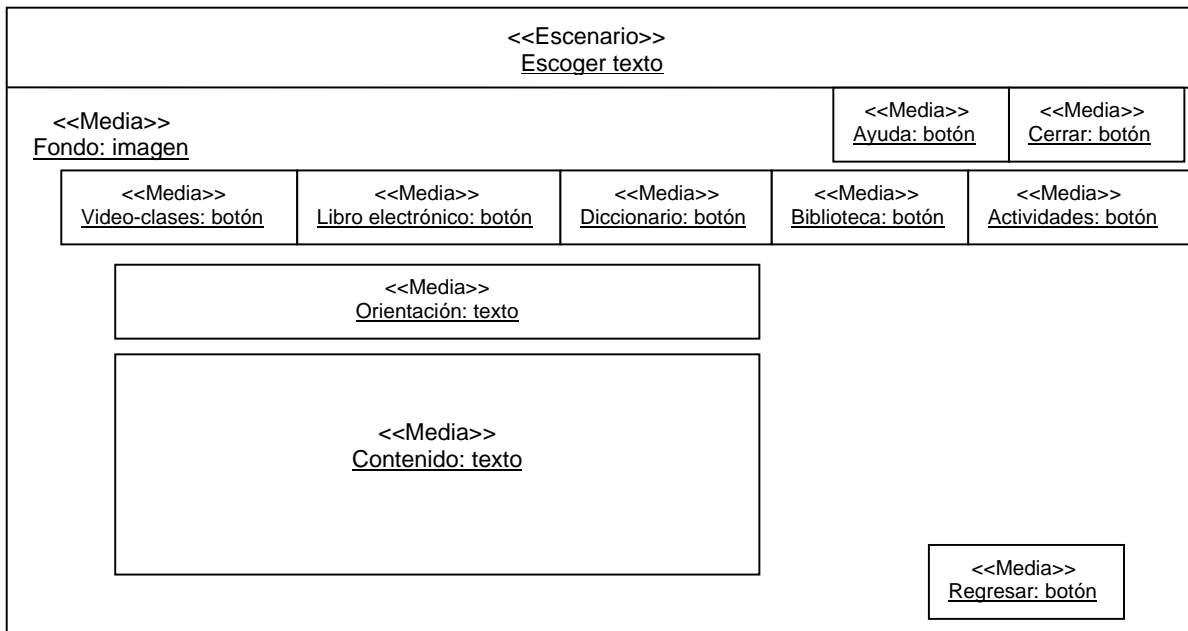 <<Escenario>>
Escoger texto
<<Media>>
Fondo: imagen
<<Media>>
Ayuda: botón
<<Media>>
Cerrar: botón
<<Media>>
Video-clases: botón
<<Media>>
Libro electrónico: botón
<<Media>>
Diccionario: botón
<<Media>>
Biblioteca: botón
<<Media>>
Actividades: botón
<<Media>>
Orientación: texto
<<Media>>
Contenido: texto
<<Media>>
Regresar: botón